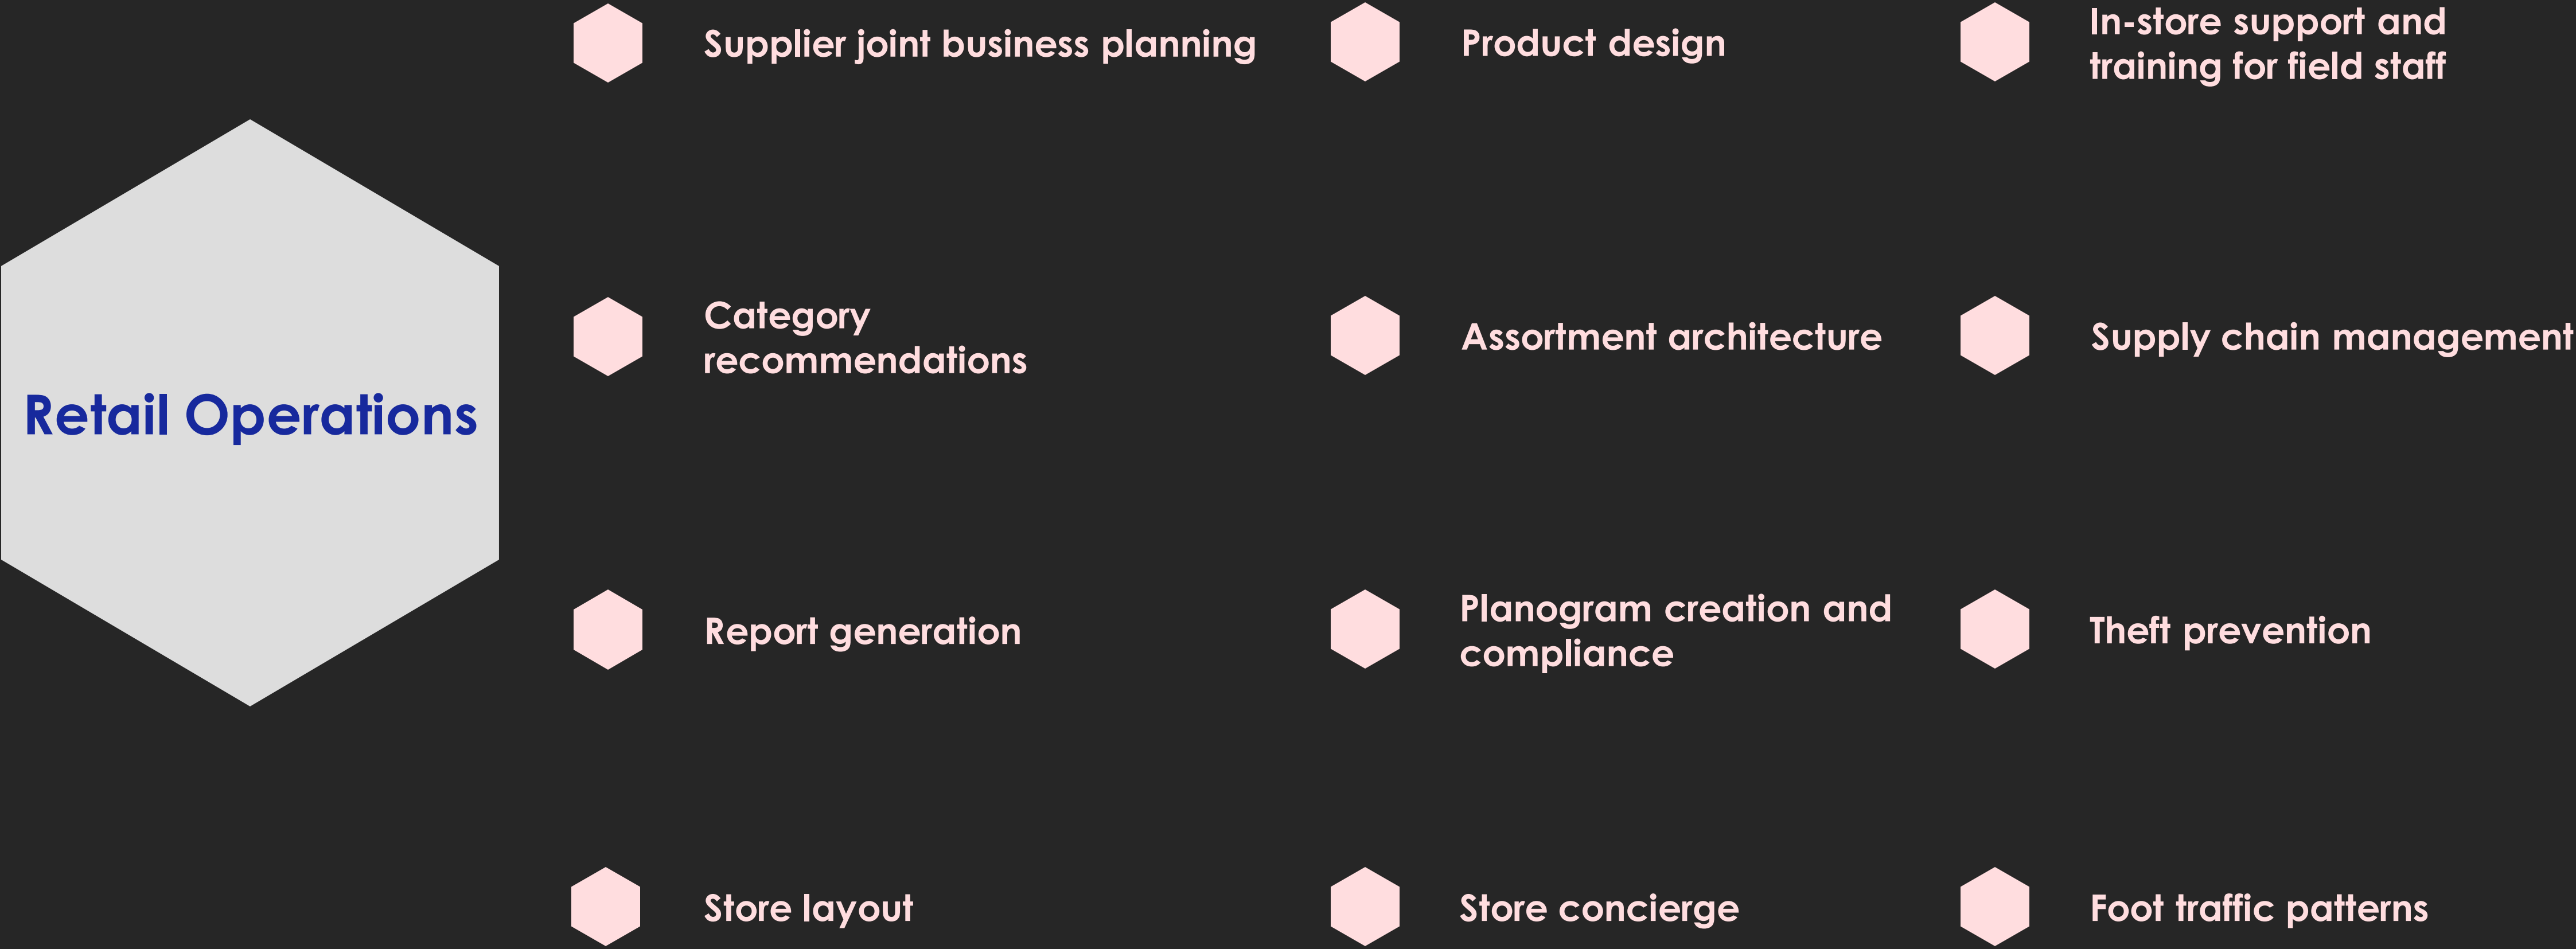 Retail Operations
Supplier joint business planning
Product design
In-store support and
training for field staff
Category
recommendations
Assortment architecture
Supply chain management
Report generation
Planogram creation and
compliance
Theft prevention
Store layout
Store concierge
Foot traffic patterns